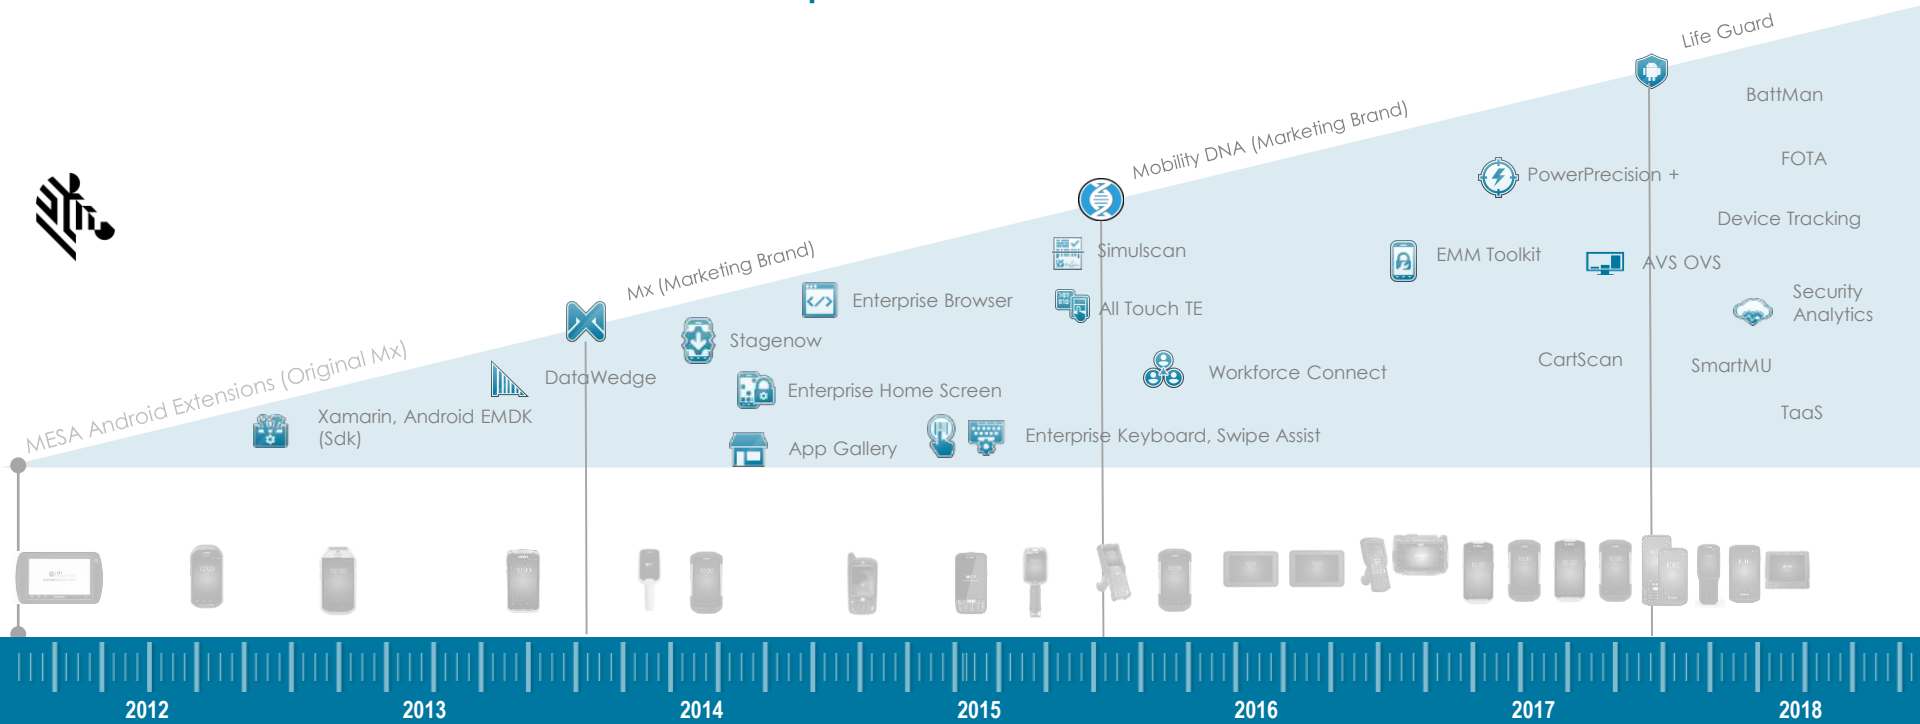 Life Guard
BattMan
Mobility DNA (Marketing Brand)
FOTA
PowerPrecision +
Device Tracking
Simulscan
EMM Toolkit
AVS OVS
Mx (Marketing Brand)
Enterprise Browser
All Touch TE
Security
Analytics
Stagenow
MESA Android Extensions (Original Mx)
CartScan
SmartMU
DataWedge
Workforce Connect
Enterprise Home Screen
Xamarin, Android EMDK
(Sdk)
TaaS
App Gallery
Enterprise Keyboard, Swipe Assist
2012
2013
2014
2015
2016
2017
2018